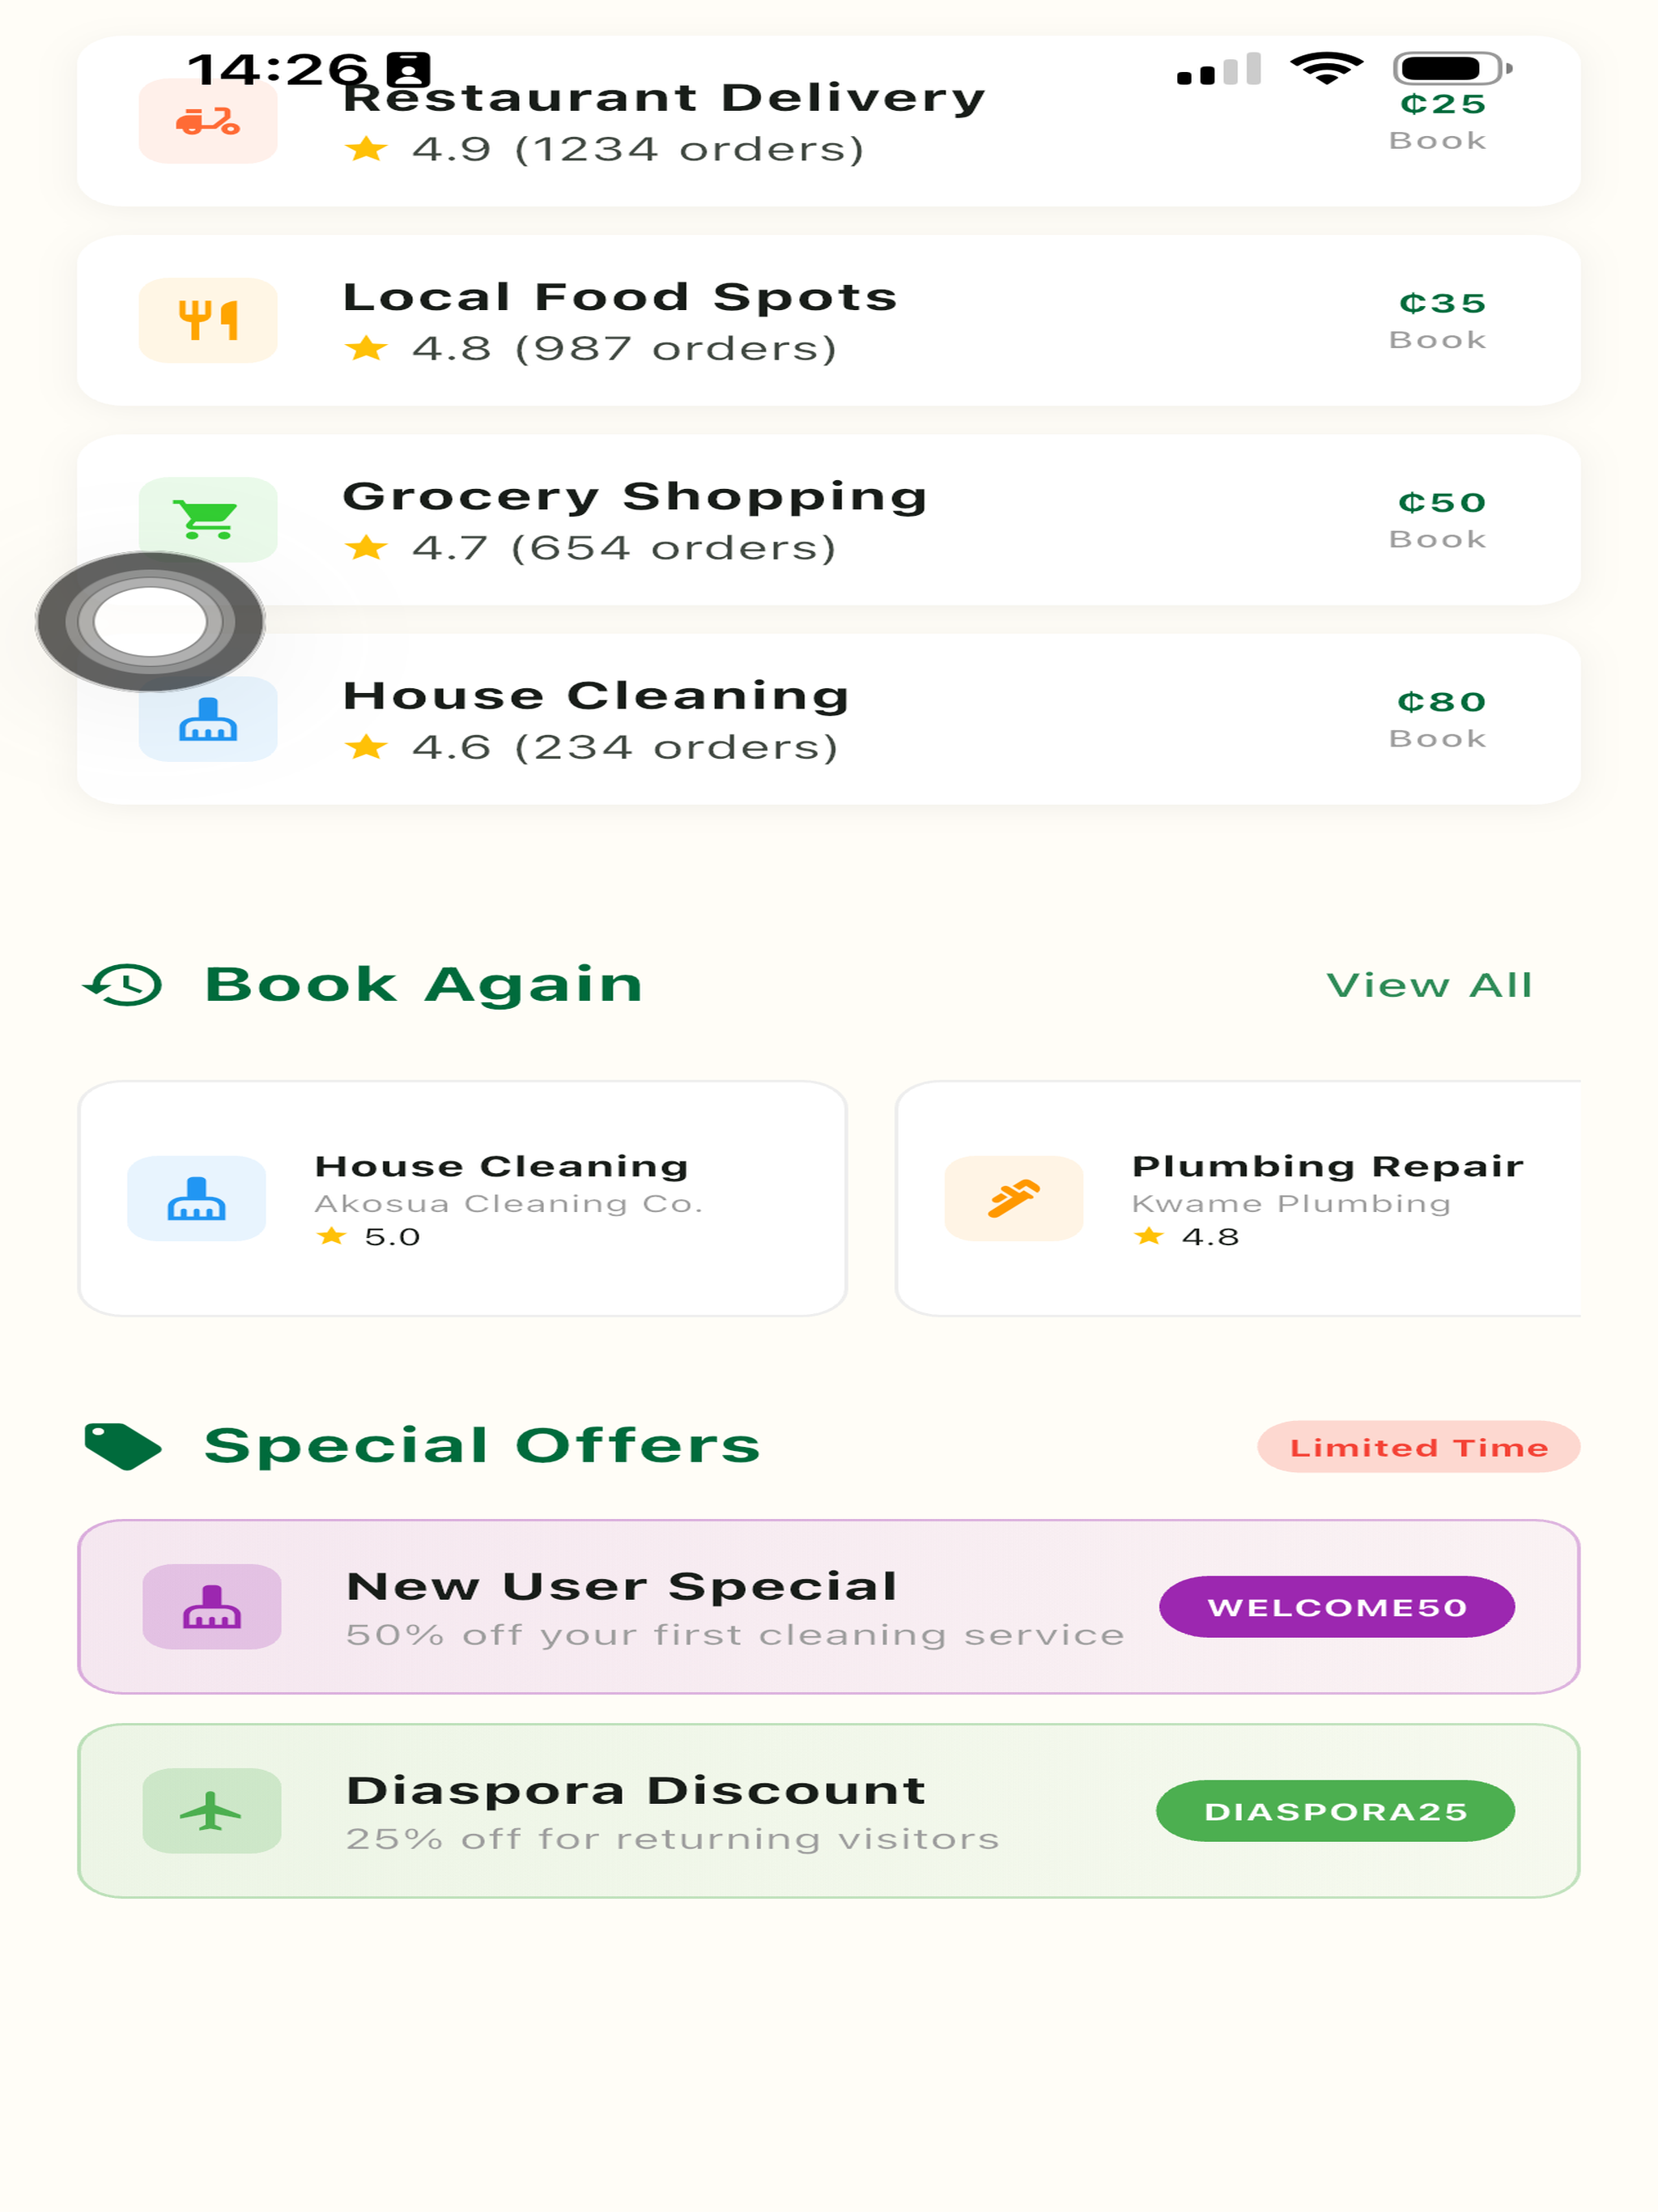 14:26
Restaurant Delivery
¢25
4.9 (1234 orders)
Book
Local Food Spots
¢35
4.8 (987 orders)
Book
Grocery Shopping
¢50
4.7 (654 orders)
Book
House Cleaning
¢80
4.6 (234 orders)
Book
Book Again
View All
House Cleaning
Akosua Cleaning Co.
5.0
Plumbing Repair
Kwame Plumbing
4.8
Special Offers
Limited Time
New User Special
50% off your first cleaning service
WELCOME50
Diaspora Discount
25% off for returning visitors
DIASPORA25